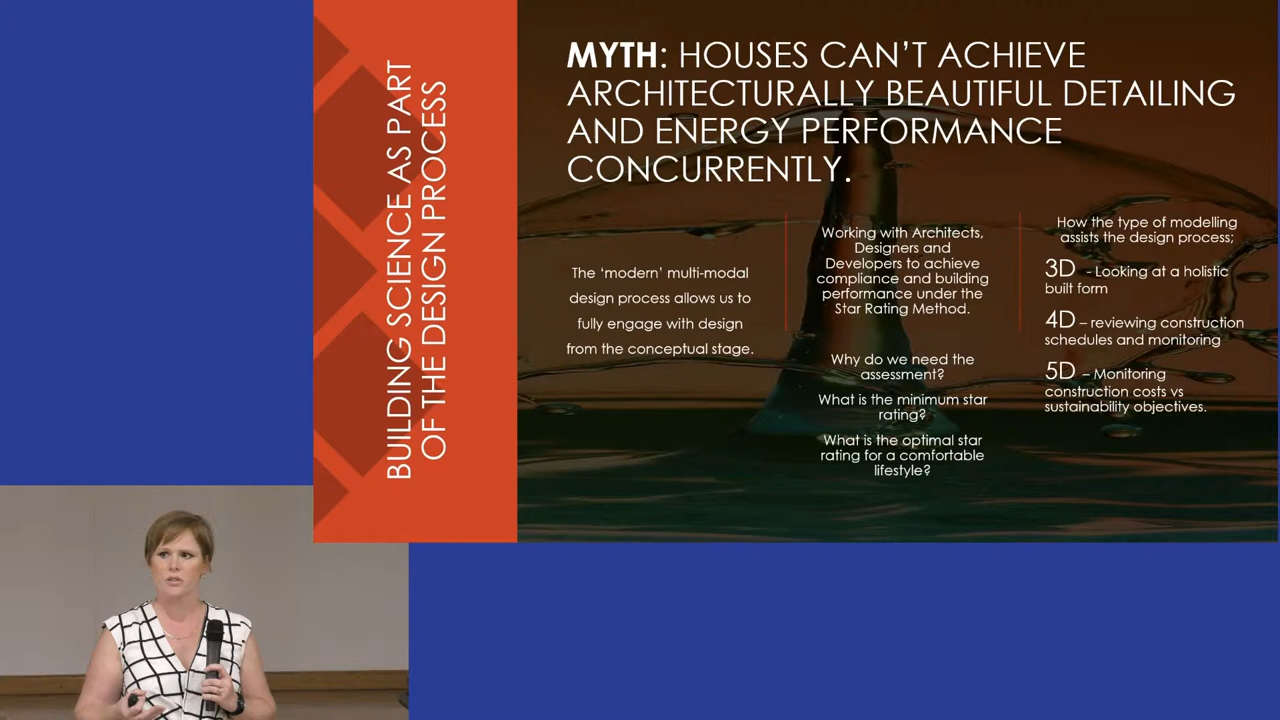 BUILDING SCIENCE AS PART
OF THE DESIGN PROCESS
MYTH: HOUSES CAN’T ACHIEVE
ARCHITECTURALLY BEAUTIFUL DETAILING
AND ENERGY PERFORMANCE
CONCURRENTLY.
The ‘modern’ multi-modal
design process allows us to
fully engage with design
from the conceptual stage.
Working with Architects,
Designers and
Developers to achieve
compliance and building
performance under the
Star Rating Method.
Why do we need the
assessment?
What is the minimum star
rating?
What is the optimal star
rating for a comfortable
lifestyle?
How the type of modelling
assists the design process;
3D - Looking at a holistic
built form
4D – reviewing construction
schedules and monitoring
5D – Monitoring
construction costs vs
sustainability objectives.